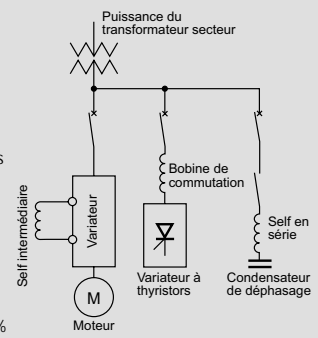 Puissance du
transformateur secteur
s
Bobine de
commutation
Self intermédiaire
Variateur
Self en
série
Variateur à
thyristors
Condensateur
de déphasage
M
Moteur
%